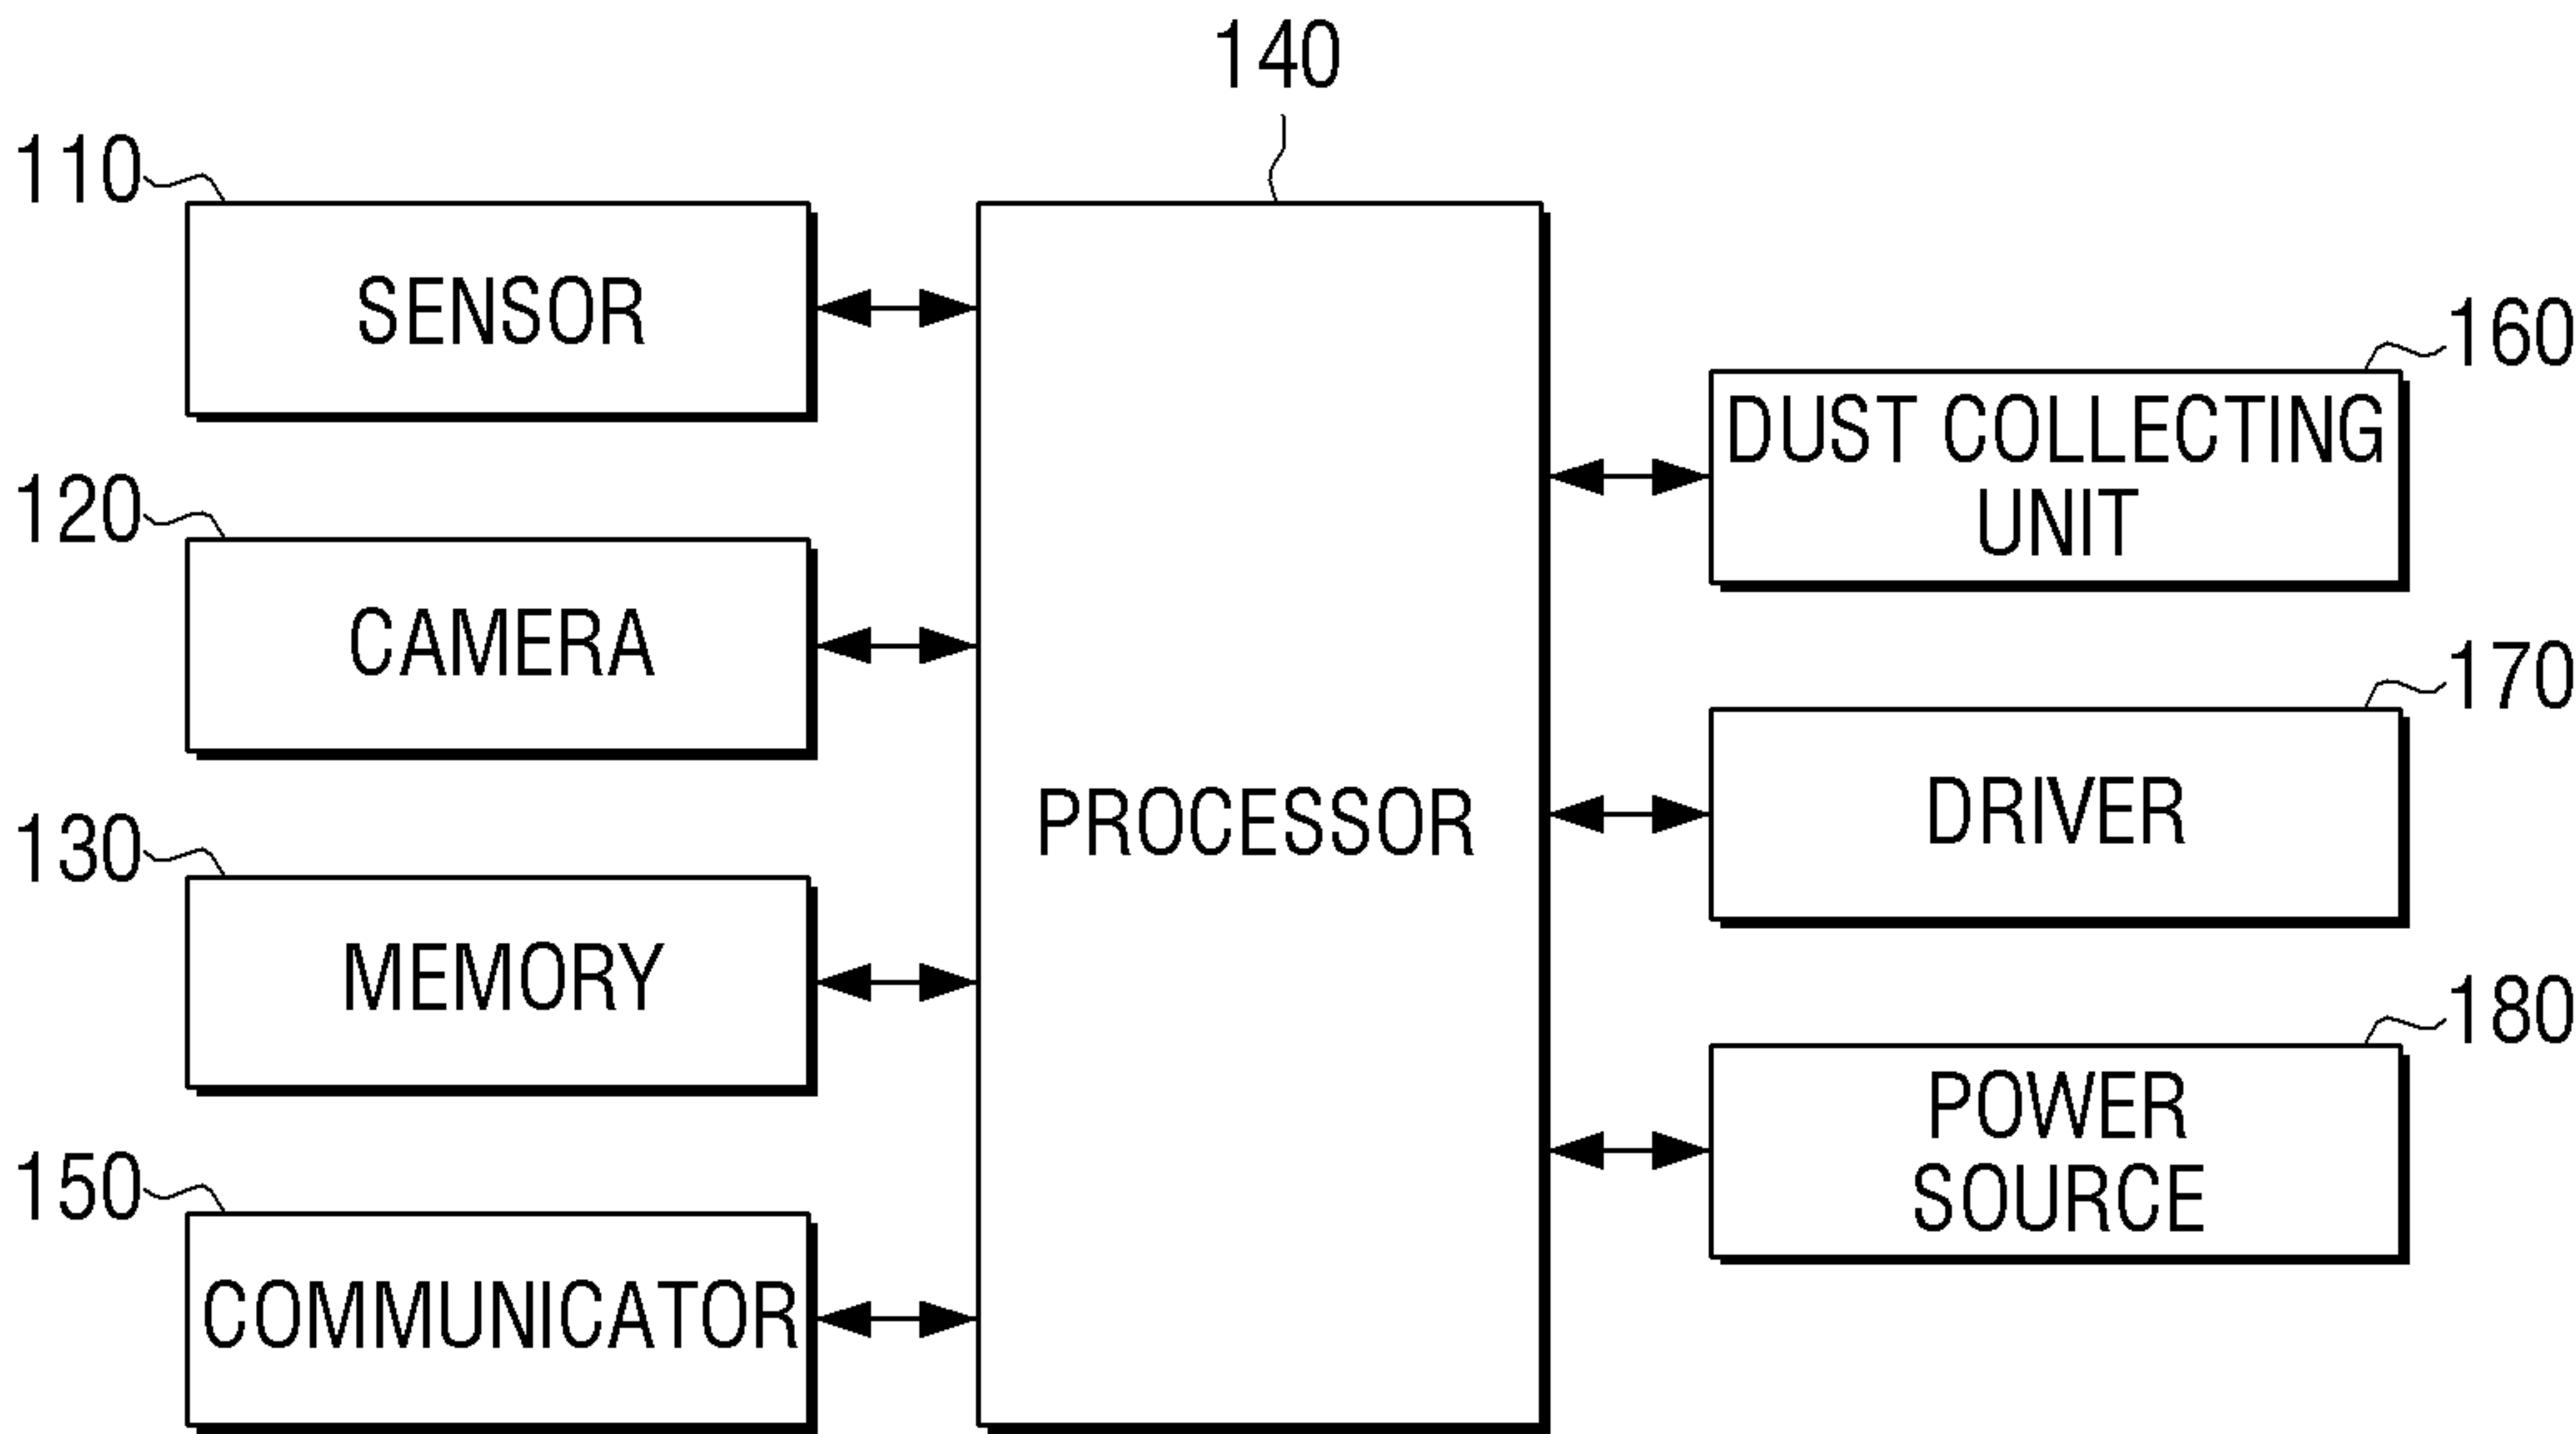 140
110
SENSOR
120
CAMERA
130
MEMORY
150
COMMUNICATOR
PROCESSOR
160
DUST COLLECTING
UNIT
170
DRIVER
180
POWER
SOURCE